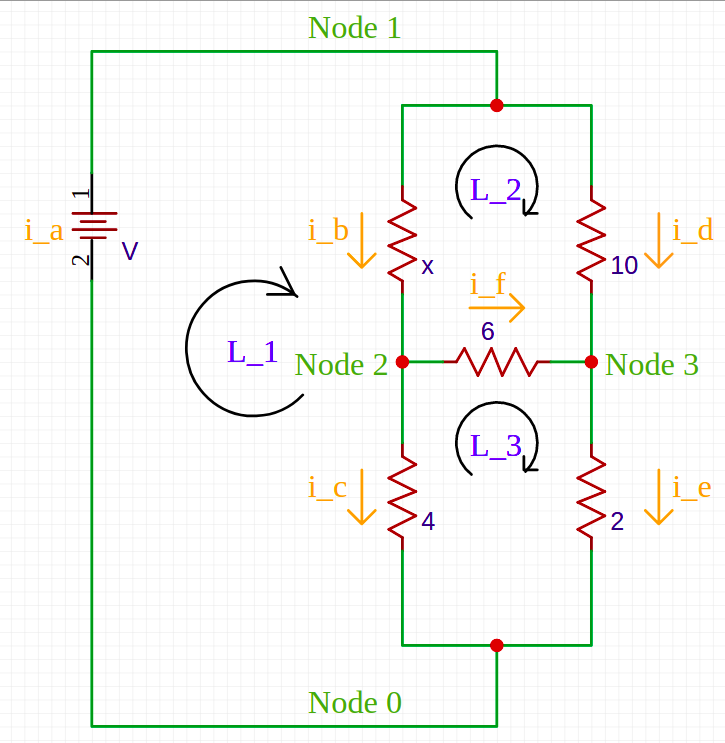 Node 1
1
i_a
V
2
L_2
i_b
x
i_d
10
i_f
6
L_1
Node 2
Node 3
L_3
i_c
4
i_e
2
Node 0